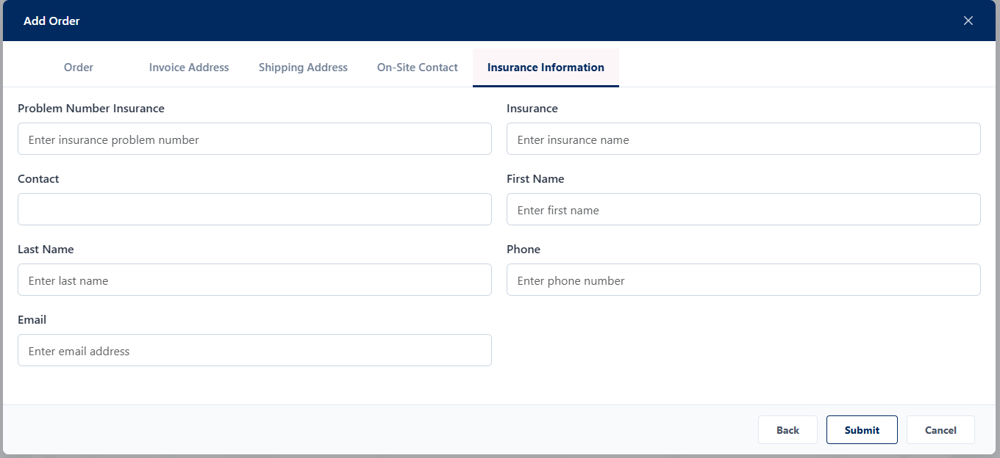 Add Order
Order Invoice Address Shipping Address On-Site Contact Insurance Information
Problem Number Insurance
Enter insurance problem number
Insurance
Enter insurance name
Contact
First Name
Enter first name
Last Name
Enter last name
Phone
Enter phone number
Email
Enter email address
Back Submit Cancel